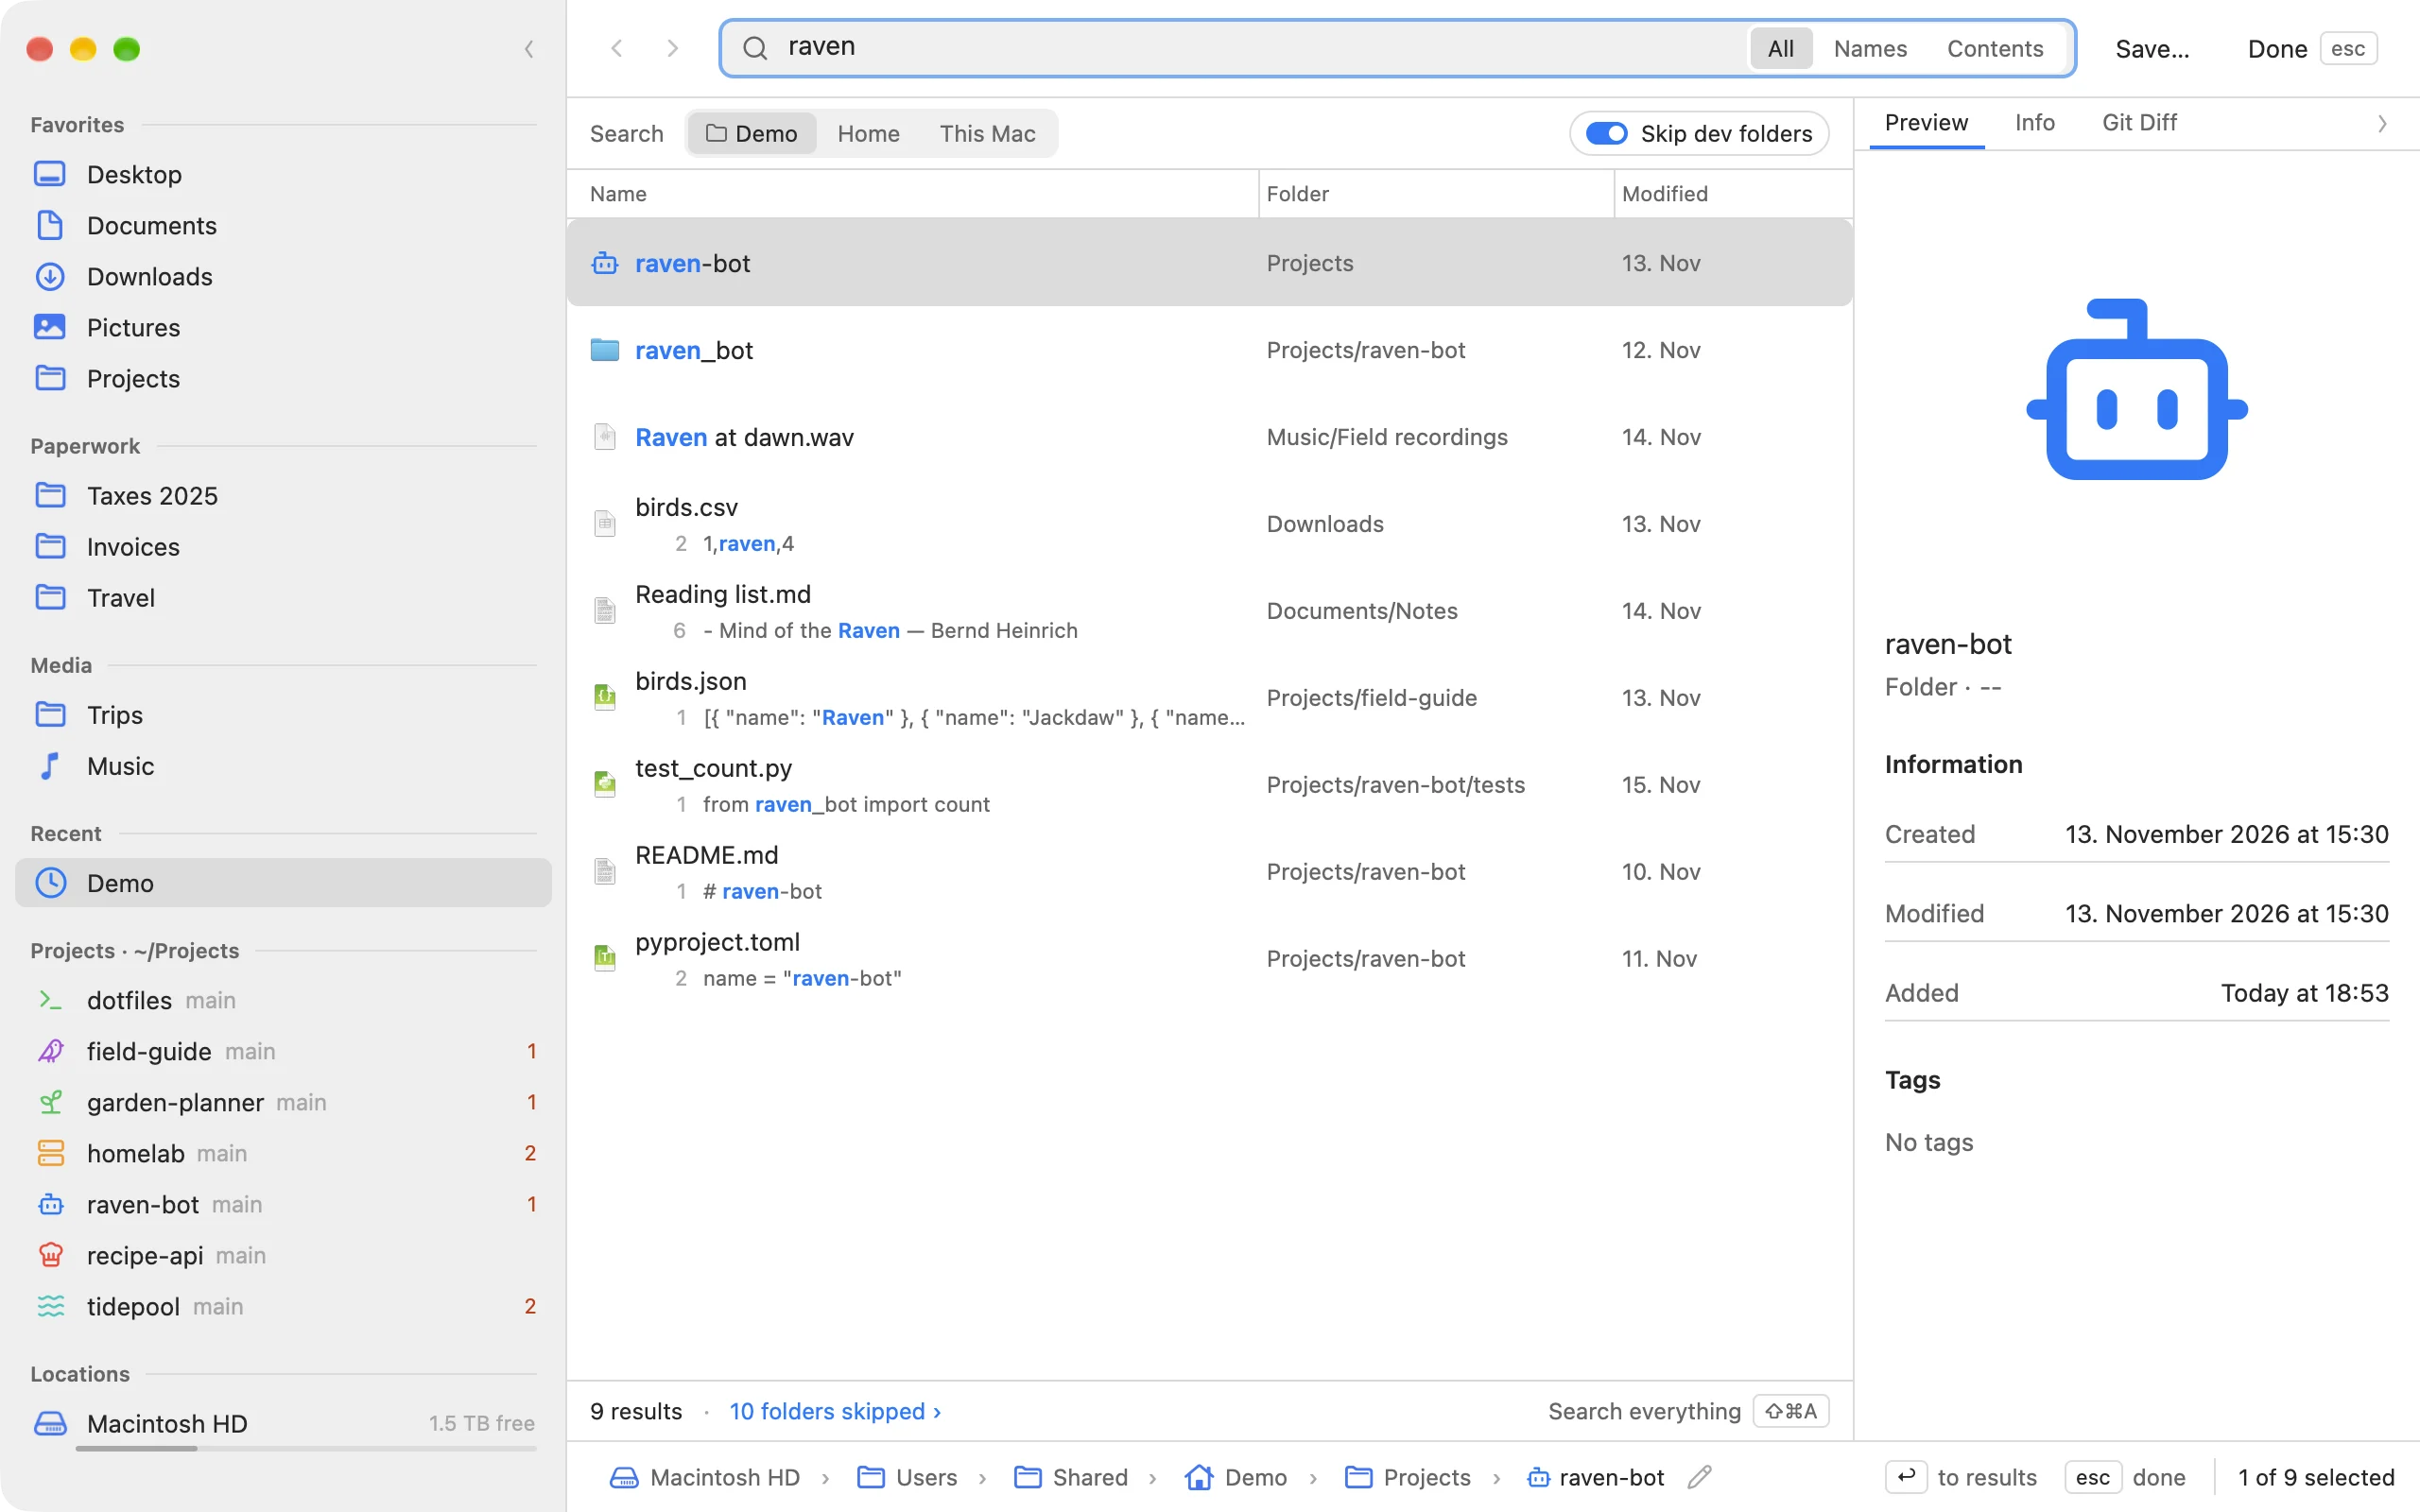 Favorites
Desktop
Documents
Downloads
Pictures
Projects
Paperwork
Taxes 2025
Invoices
Travel
Media
Trips
Music
Recent
Demo
Projects · ~/Projects
dotfiles main
field-guide main 1
garden-planner main 1
homelab main 2
raven-bot main 1
recipe-api main
tidepool main 2
Locations
Macintosh HD 1.5 TB free
raven All Names Contents Save... Done esc
Search Demo Home This Mac Skip dev folders
Name Folder Modified
raven-bot Projects 13. Nov
raven_bot Projects/raven-bot 12. Nov
Raven at dawn.wav Music/Field recordings 14. Nov
birds.csv Downloads 13. Nov
2 1,raven,4
Reading list.md Documents/Notes 14. Nov
6 - Mind of the Raven — Bernd Heinrich
birds.json Projects/field-guide 13. Nov
1 [{ "name": "Raven" }, { "name": "Jackdaw" }, { "name...
test_count.py Projects/raven-bot/tests 15. Nov
1 from raven_bot import count
README.md Projects/raven-bot 10. Nov
1 # raven-bot
pyproject.toml Projects/raven-bot 11. Nov
2 name = "raven-bot"
9 results · 10 folders skipped › Search everything ⇧⌘A
Macintosh HD › Users › Shared › Demo › Projects › raven-bot
Preview Info Git Diff
raven-bot
Folder · --
Information
Created 13. November 2026 at 15:30
Modified 13. November 2026 at 15:30
Added Today at 18:53
Tags
No tags
↩ to results esc done 1 of 9 selected